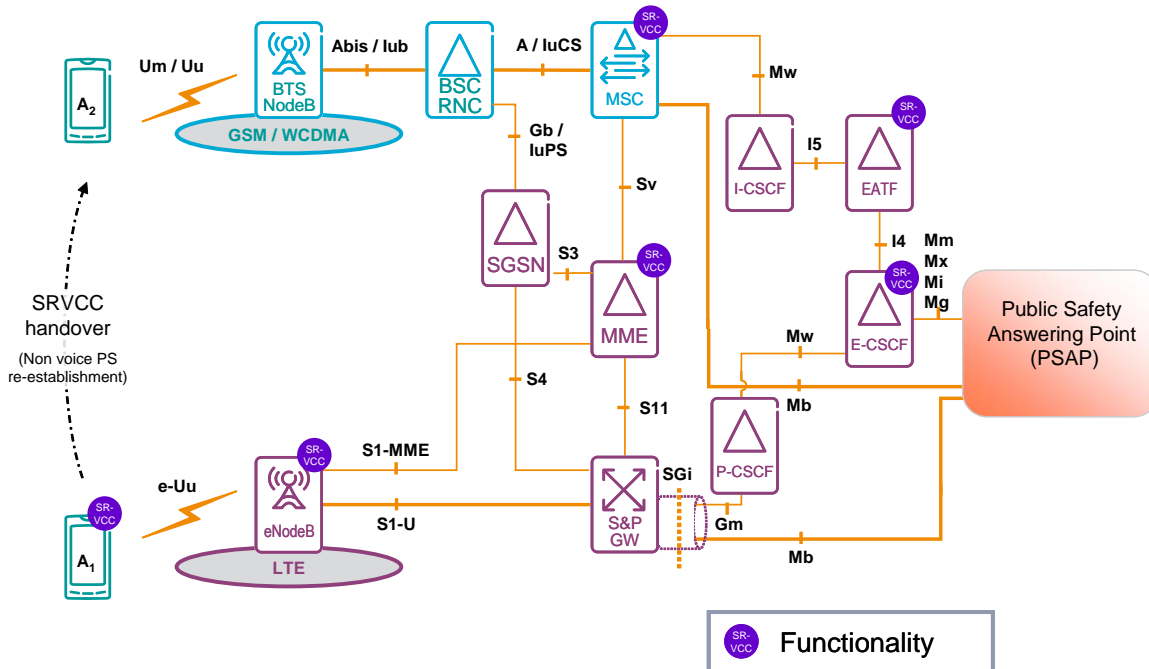 SR-
VCC
Abis / Iub
A / IuCS
Um / Uu
Mw
A2
BTS
NodeB
BSC
RNC
MSC
GSM / WCDMA
Gb /
IuPS
SR-
VCC
I5
I-CSCF
EATF
Sv
I4
SGSN
S3
SR-
VCC
Mm
Mx
Mi
Mg
SR-
VCC
SRVCC
handover
(Non voice PS
re-establishment)
MME
E-CSCF
Public Safety
Answering Point
(PSAP)
Mw
S4
S11
Mb
S1-MME
SR-
VCC
P-CSCF
SGi
e-Uu
SR-
VCC
S1-U
eNodeB
S&P
GW
Gm
Mb
A1
LTE
SR-
VCC
Functionality